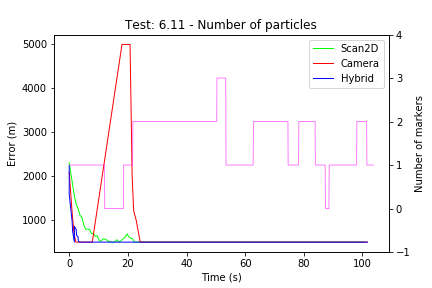 Test: 6.11 - Number of particles
5000
4000
3000
2000
1000
Error (m)
Scan2D
Camera
Hybrid
4
3
2
1
0
−1
Number of markers
0
20
40
60
80
100
Time (s)